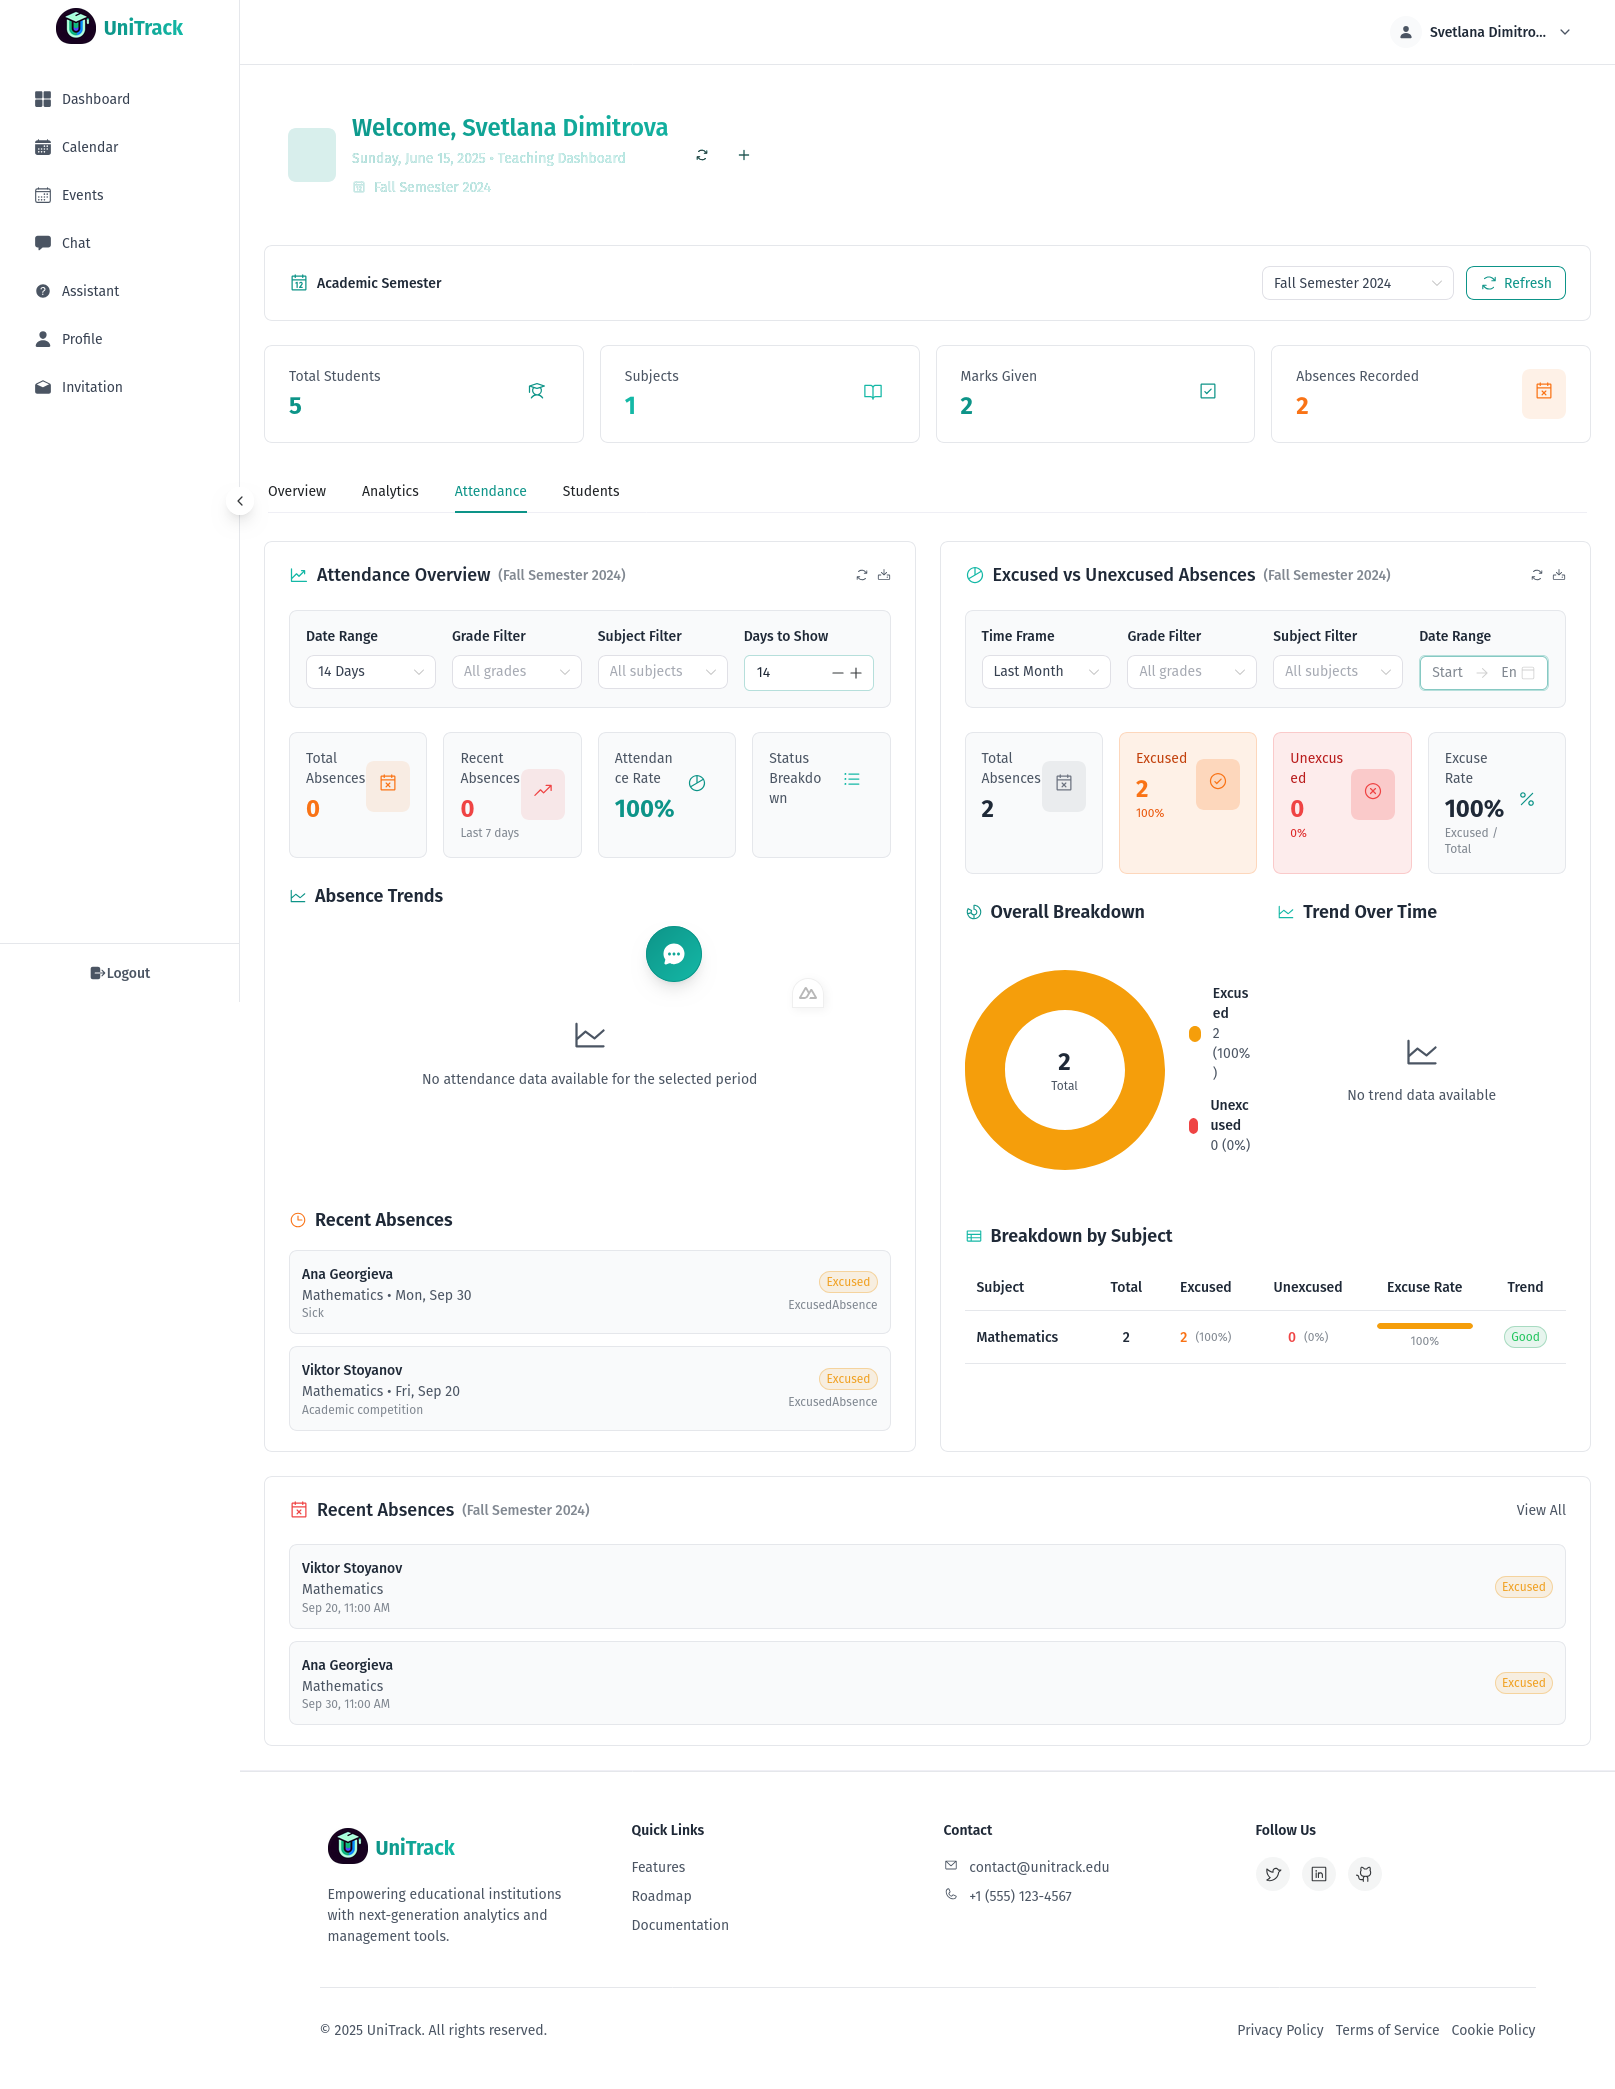 UniTrack
Svetlana Dimitro...
Dashboard
Calendar
Events
Chat
Assistant
Profile
Invitation
Logout
Welcome, Svetlana Dimitrova
Sunday, June 15, 2025 • Teaching Dashboard
Fall Semester 2024
Academic Semester
Fall Semester 2024
Refresh
Total Students
5
Subjects
1
Marks Given
2
Absences Recorded
2
Overview
Analytics
Attendance
Students
Attendance Overview (Fall Semester 2024)
Date Range
Grade Filter
Subject Filter
Days to Show
14 Days
All grades
All subjects
14
Total
Absences
0
Recent
Absences
0
Last 7 days
Attendan
ce Rate
100%
Status
Breakdo
wn
Absence Trends
No attendance data available for the selected period
Recent Absences
Ana Georgieva
Mathematics • Mon, Sep 30
Sick
Excused
ExcusedAbsence
Viktor Stoyanov
Mathematics • Fri, Sep 20
Academic competition
Excused
ExcusedAbsence
Excused vs Unexcused Absences (Fall Semester 2024)
Time Frame
Grade Filter
Subject Filter
Date Range
Last Month
All grades
All subjects
Start
En
Total
Absences
2
Excused
2
100%
Unexcus
ed
0
0%
Excuse
Rate
100%
Excused /
Total
Overall Breakdown
2
Total
Excus
ed
2
(100%
)
Unexc
used
0 (0%)
Trend Over Time
No trend data available
Breakdown by Subject
Subject Total Excused Unexcused Excuse Rate Trend
Mathematics 2 2 (100%) 0 (0%) 100% Good
Recent Absences (Fall Semester 2024)
View All
Viktor Stoyanov
Mathematics
Sep 20, 11:00 AM
Excused
Ana Georgieva
Mathematics
Sep 30, 11:00 AM
Excused
UniTrack
Empowering educational institutions
with next-generation analytics and
management tools.
Quick Links
Features
Roadmap
Documentation
Contact
contact@unitrack.edu
+1 (555) 123-4567
Follow Us
© 2025 UniTrack. All rights reserved.
Privacy Policy Terms of Service Cookie Policy